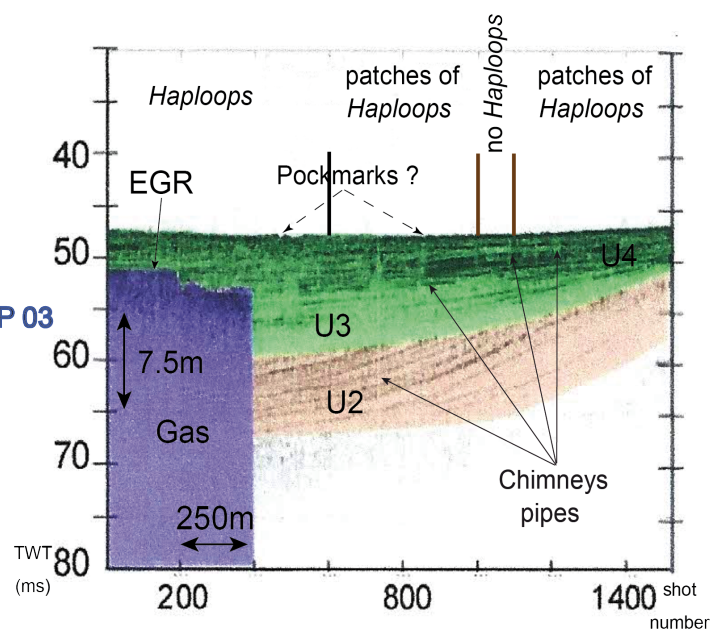 Haploops
patches of
Haploops
no Haploops
patches of
Haploops
40
EGR
Pockmarks ?
50
U4
P 03
U3
60
7.5m
U2
Gas
70
Chimneys
pipes
250m
TWT
(ms)
80
200
800
1400
shot
number